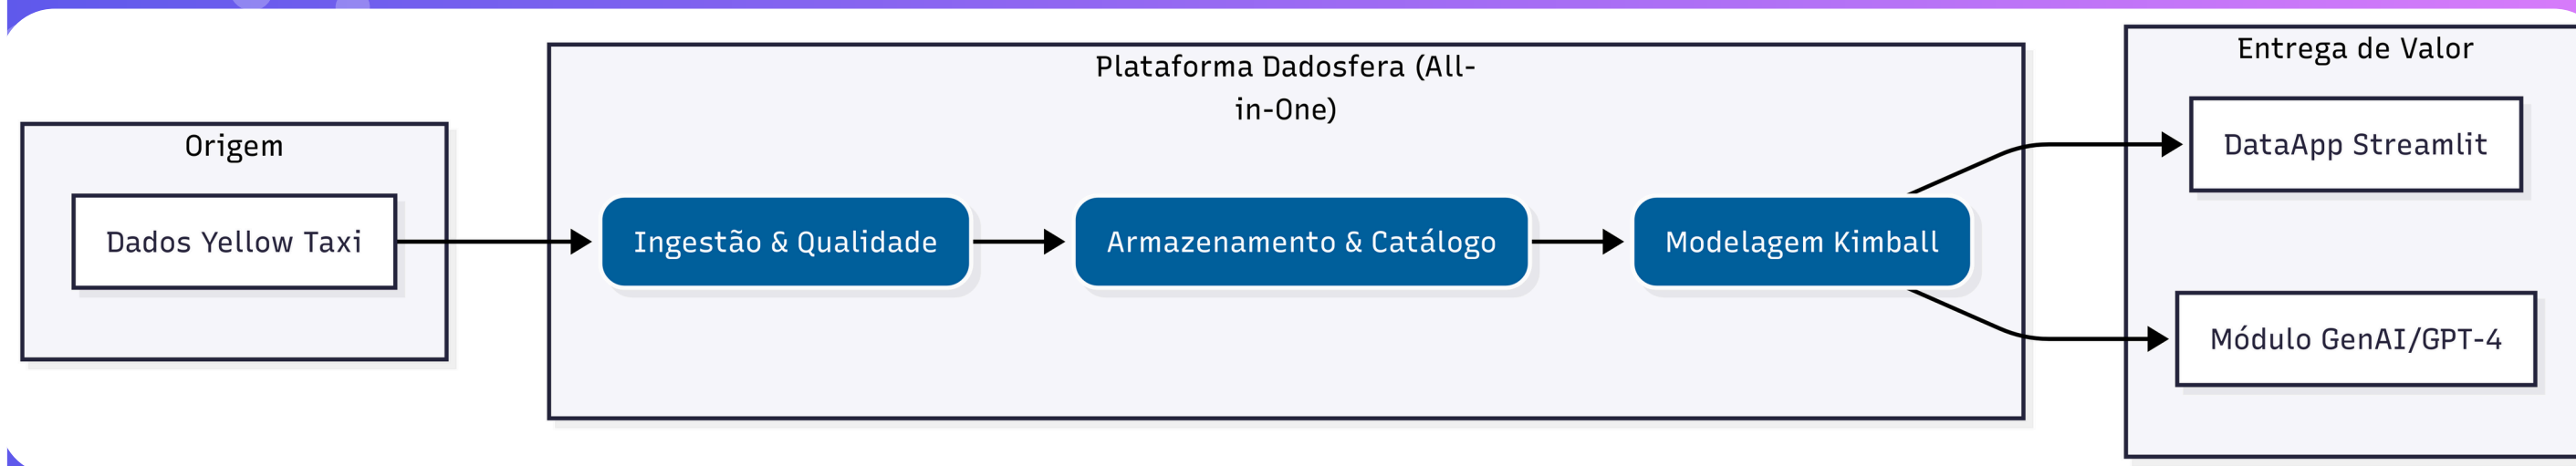 Origem
Dados Yellow Taxi
Plataforma Dadosfera (All-
in-One)
Ingestão & Qualidade
Armazenamento & Catálogo
Modelagem Kimball
Entrega de Valor
DataApp Streamlit
Módulo GenAI/GPT-4